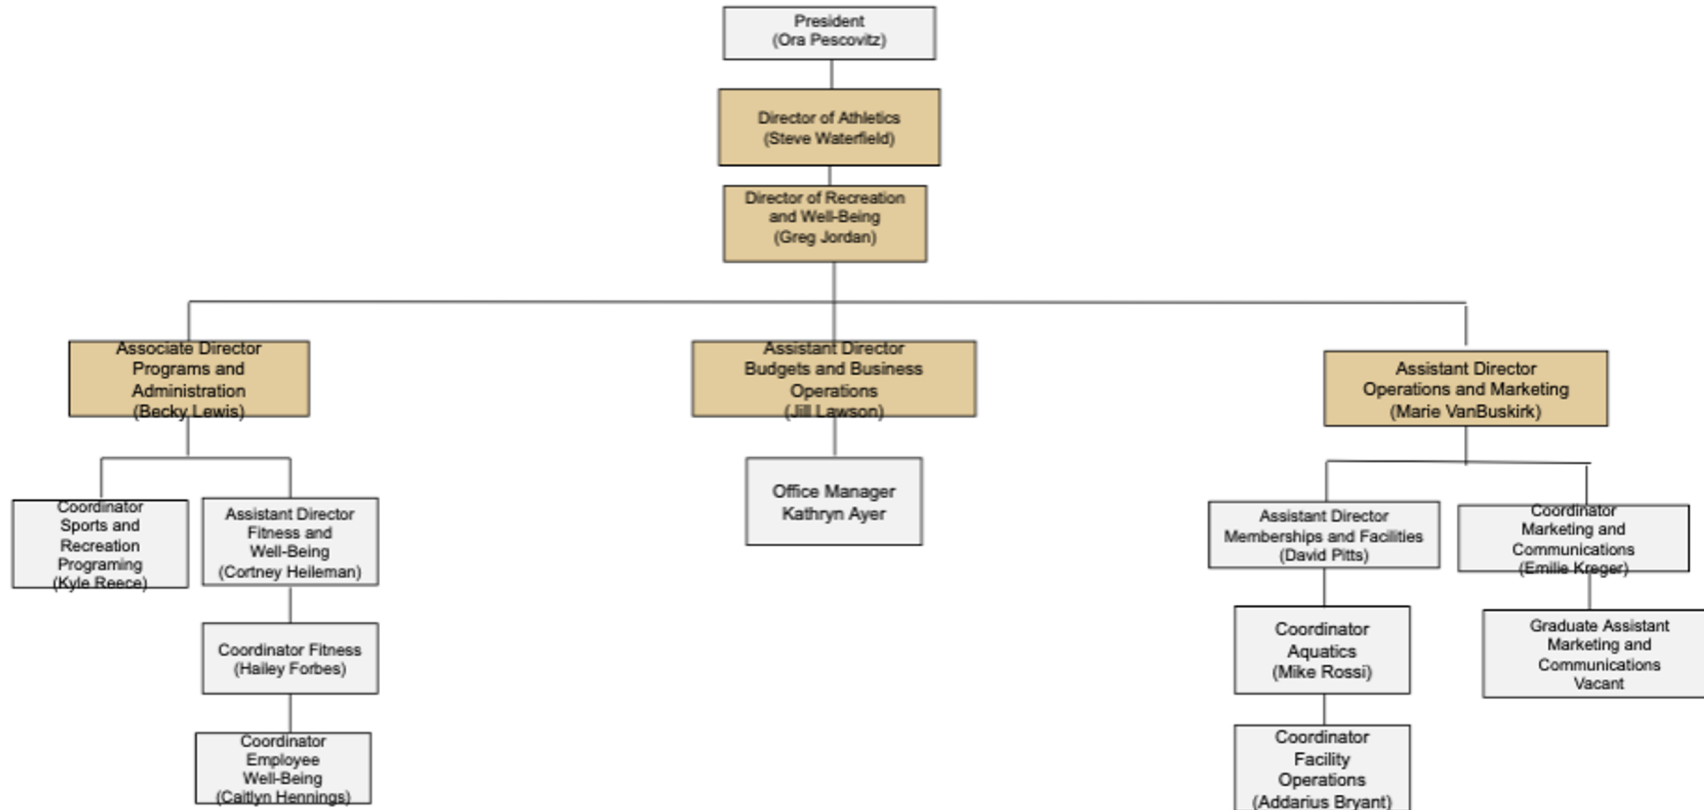 President
(Ora Pescovitz)
Director of Athletics
(Steve Waterfield)
Director of Recreation
and Well-Being
(Greg Jordan)
Associate Director
Programs and
Administration
(Becky Lewis)
Assistant Director
Budgets and Business
Operations
(Jill Lawson)
Assistant Director
Operations and Marketing
(Marie VanBuskirk)
Coordinator
Sports and
Recreation
Programing
(Kyle Reece)
Assistant Director
Fitness and
Well-Being
(Cortney Heileman)
Office Manager
Kathryn Ayer
Assistant Director
Memberships and Facilities
(David Pitts)
Coordinator
Marketing and
Communications
(Emilie Kreger)
Coordinator Fitness
(Hailey Forbes)
Coordinator
Aquatics
(Mike Rossi)
Graduate Assistant
Marketing and
Communications
Vacant
Coordinator
Employee
Well-Being
(Caitlyn Hennings)
Coordinator
Facility
Operations
(Addarius Bryant)